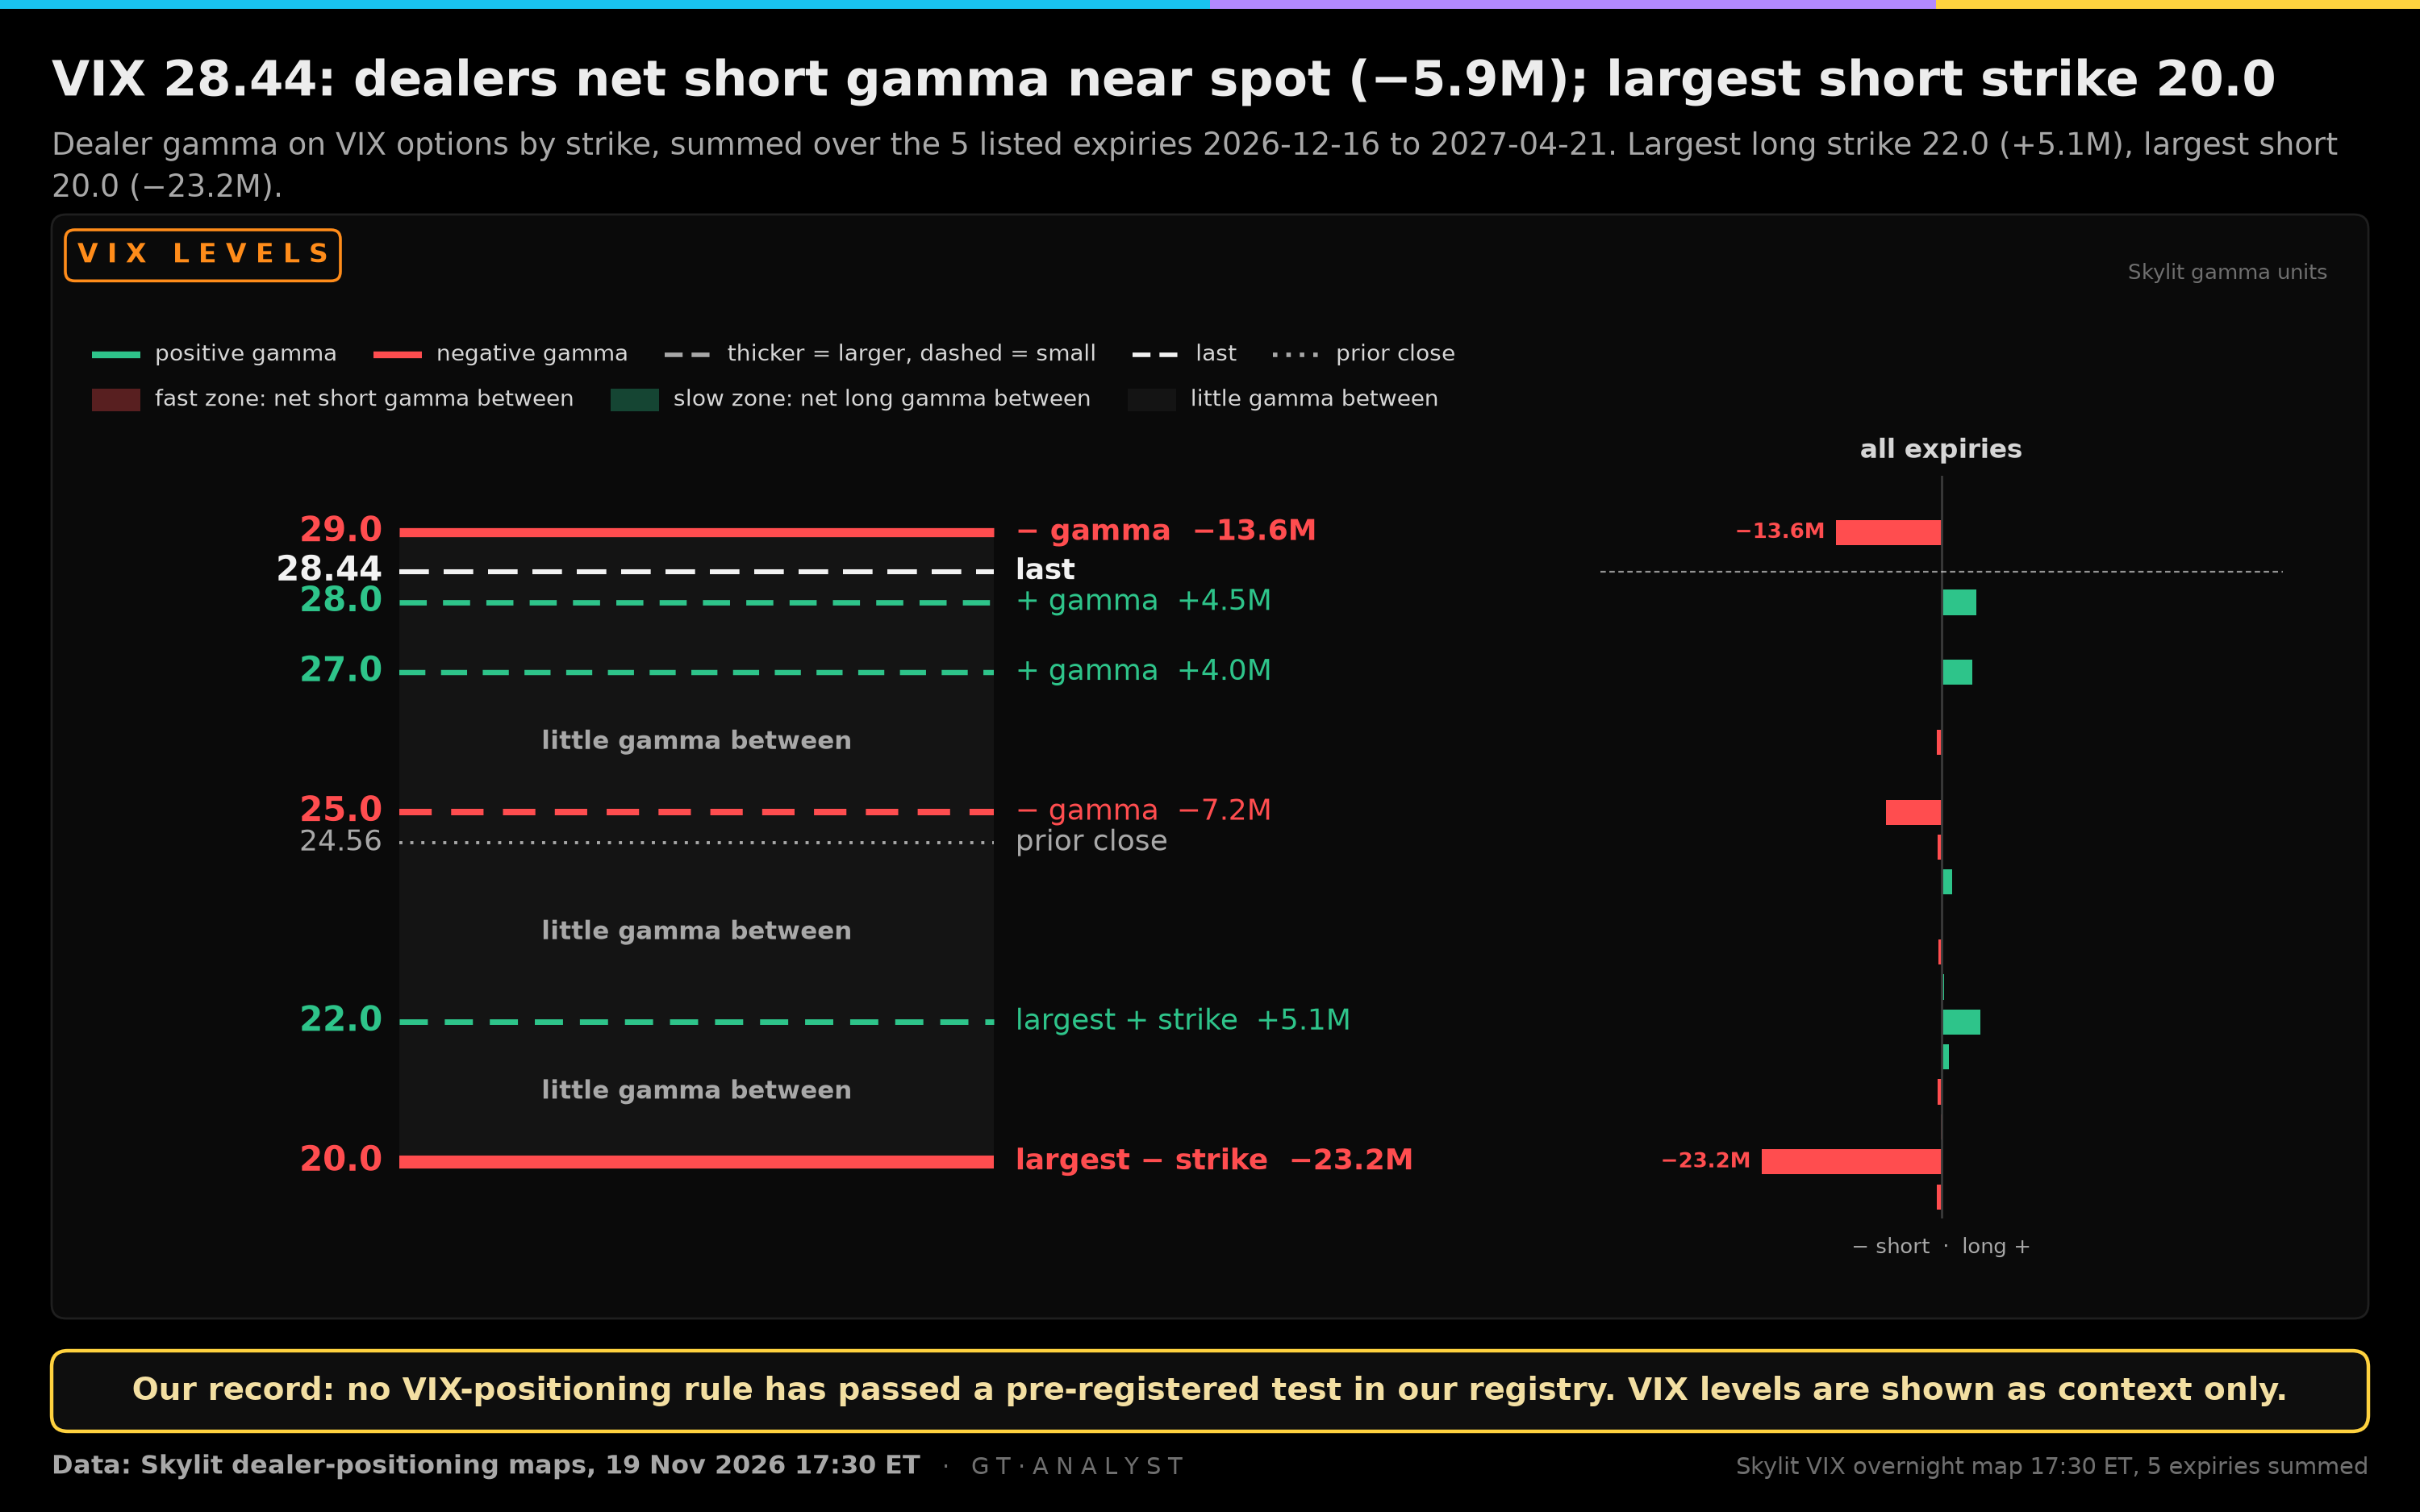 VIX 28.44: dealers net short gamma near spot (−5.9M); largest short strike 20.0
Dealer gamma on VIX options by strike, summed over the 5 listed expiries 2026-12-16 to 2027-04-21. Largest long strike 22.0 (+5.1M), largest short
20.0 (−23.2M).
VIX LEVELS
Skylit gamma units
positive gamma negative gamma thicker = larger, dashed = small last prior close
fast zone: net short gamma between slow zone: net long gamma between little gamma between
all expiries
29.0 − gamma −13.6M −13.6M
28.44 last
28.0 + gamma +4.5M
27.0 + gamma +4.0M
little gamma between
25.0 − gamma −7.2M
24.56 prior close
little gamma between
22.0 largest + strike +5.1M
little gamma between
20.0 largest − strike −23.2M −23.2M
− short · long +
Our record: no VIX-positioning rule has passed a pre-registered test in our registry. VIX levels are shown as context only.
Data: Skylit dealer-positioning maps, 19 Nov 2026 17:30 ET · GT·ANALYST
Skylit VIX overnight map 17:30 ET, 5 expiries summed